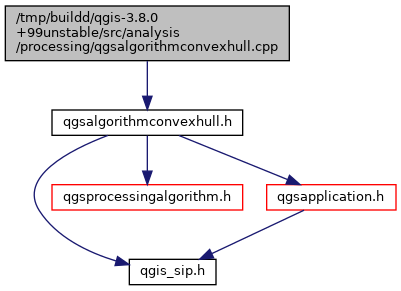 /tmp/buildd/qgis-3.8.0
+99unstable/src/analysis
/processing/qgsalgorithmconvexhull.cpp
qgsalgorithmconvexhull.h
qgsprocessingalgorithm.h
qgsapplication.h
qgis_sip.h